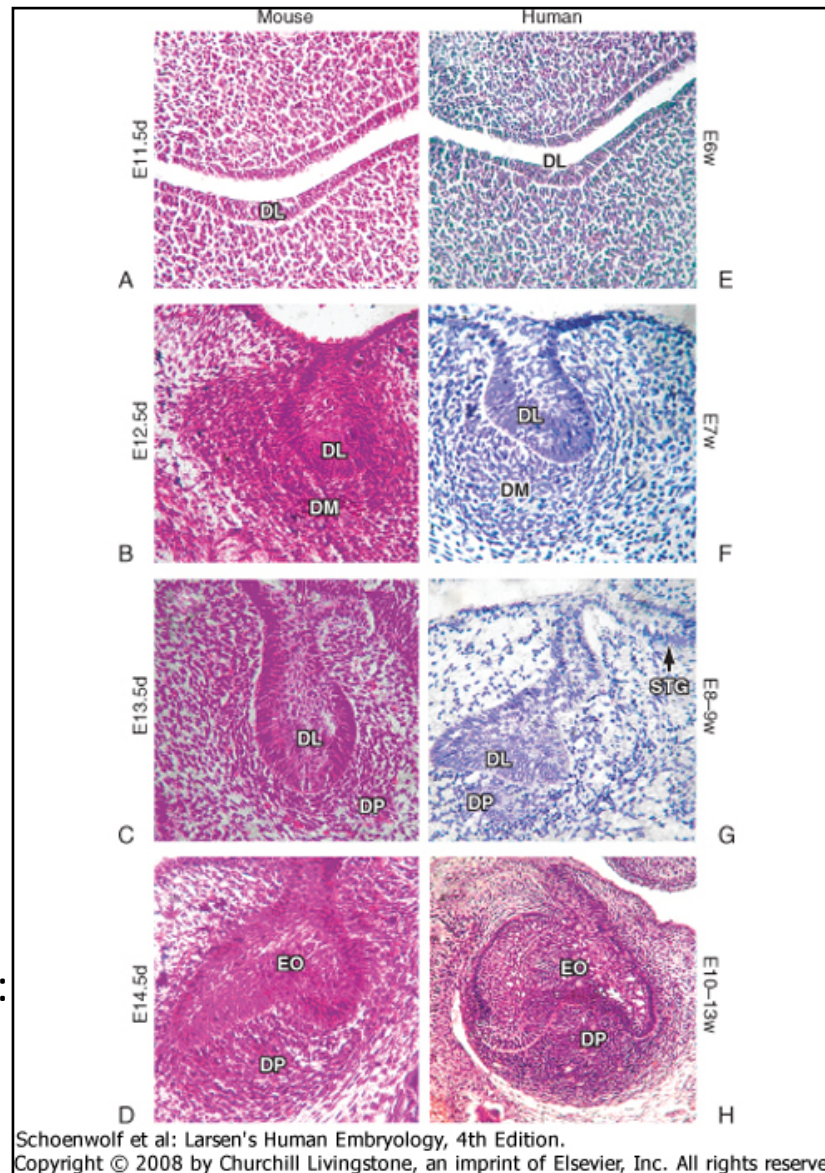 Mouse
Human
E11.5d
DL
A
DL
E6w
E
E12.5d
DL
DM
B
DL
DM
E7w
F
E13.5d
DL
DP
C
STG
DL
DP
E8–9w
G
E14.5d
EO
DP
D
EO
DP
E10–13w
H
:
Schoenwolf et al: Larsen's Human Embryology, 4th Edition.
Copyright © 2008 by Churchill Livingstone, an imprint of Elsevier, Inc. All rights reserve